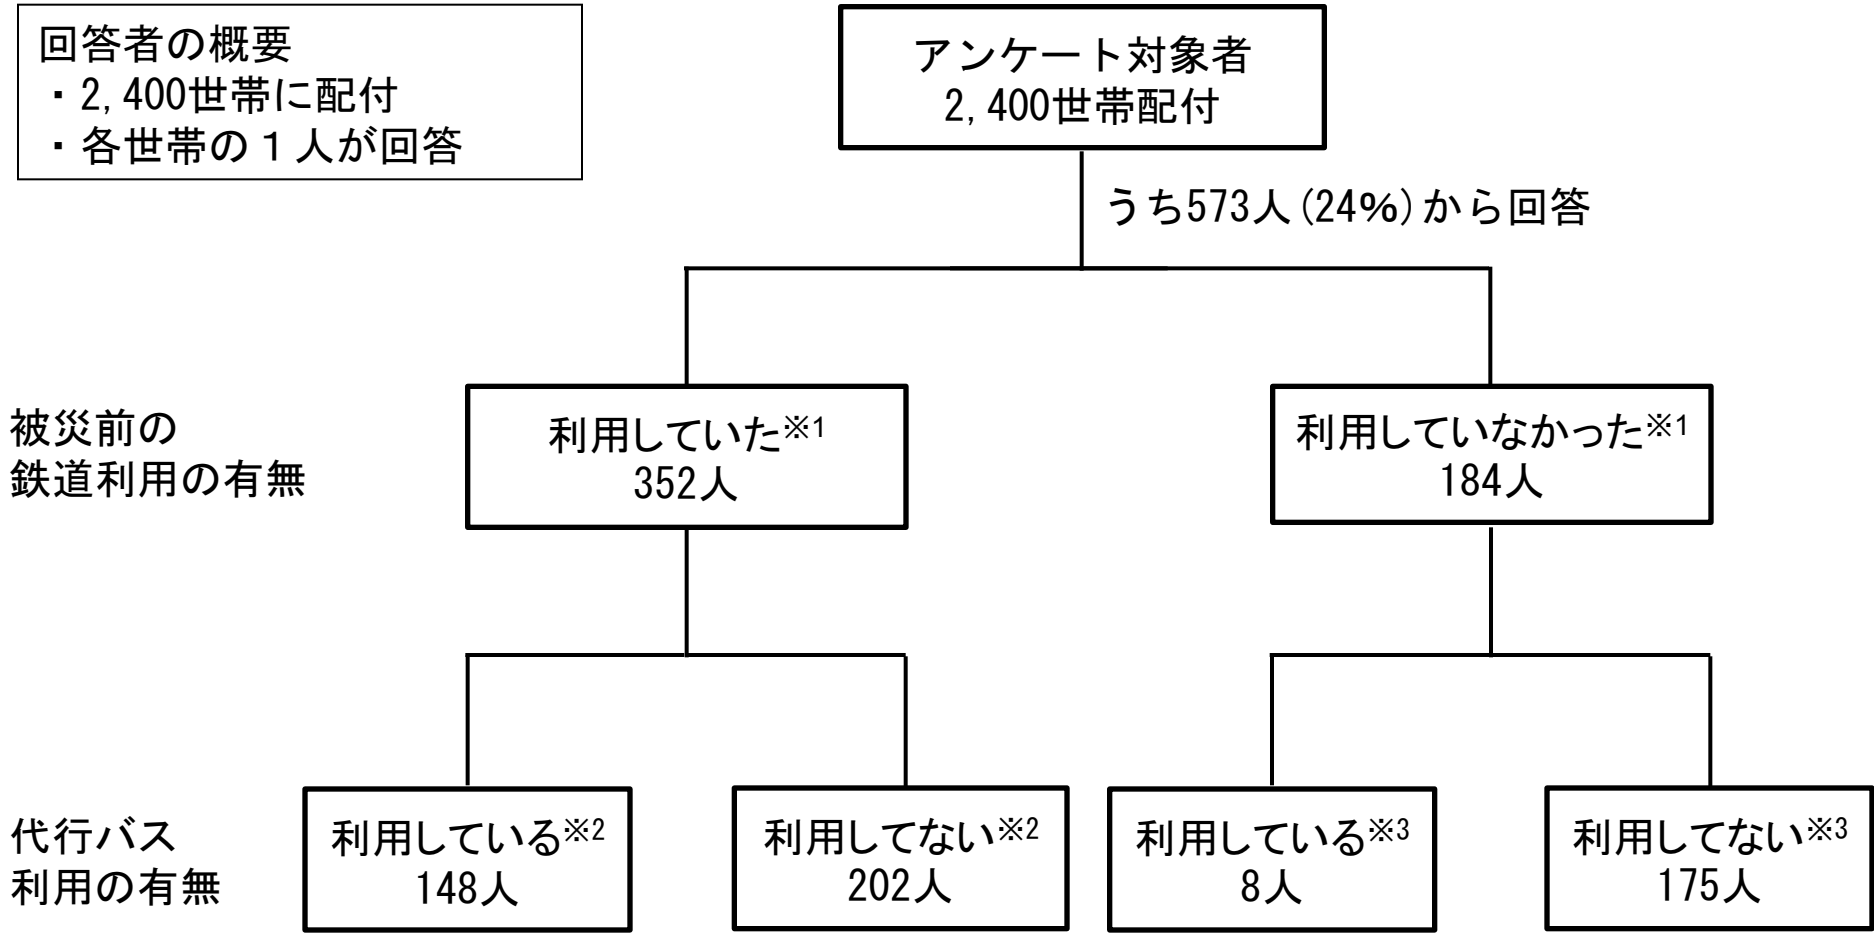 回答者の概要
・2,400世帯に配付
・各世帯の１人が回答
アンケート対象者
2,400世帯配付
うち573人(24%)から回答
被災前の
鉄道利用の有無
利用していた※1
352人
利用していなかった※1
184人
代行バス
利用の有無
利用している※2
148人
利用してない※2
202人
利用している※3
8人
利用してない※3
175人